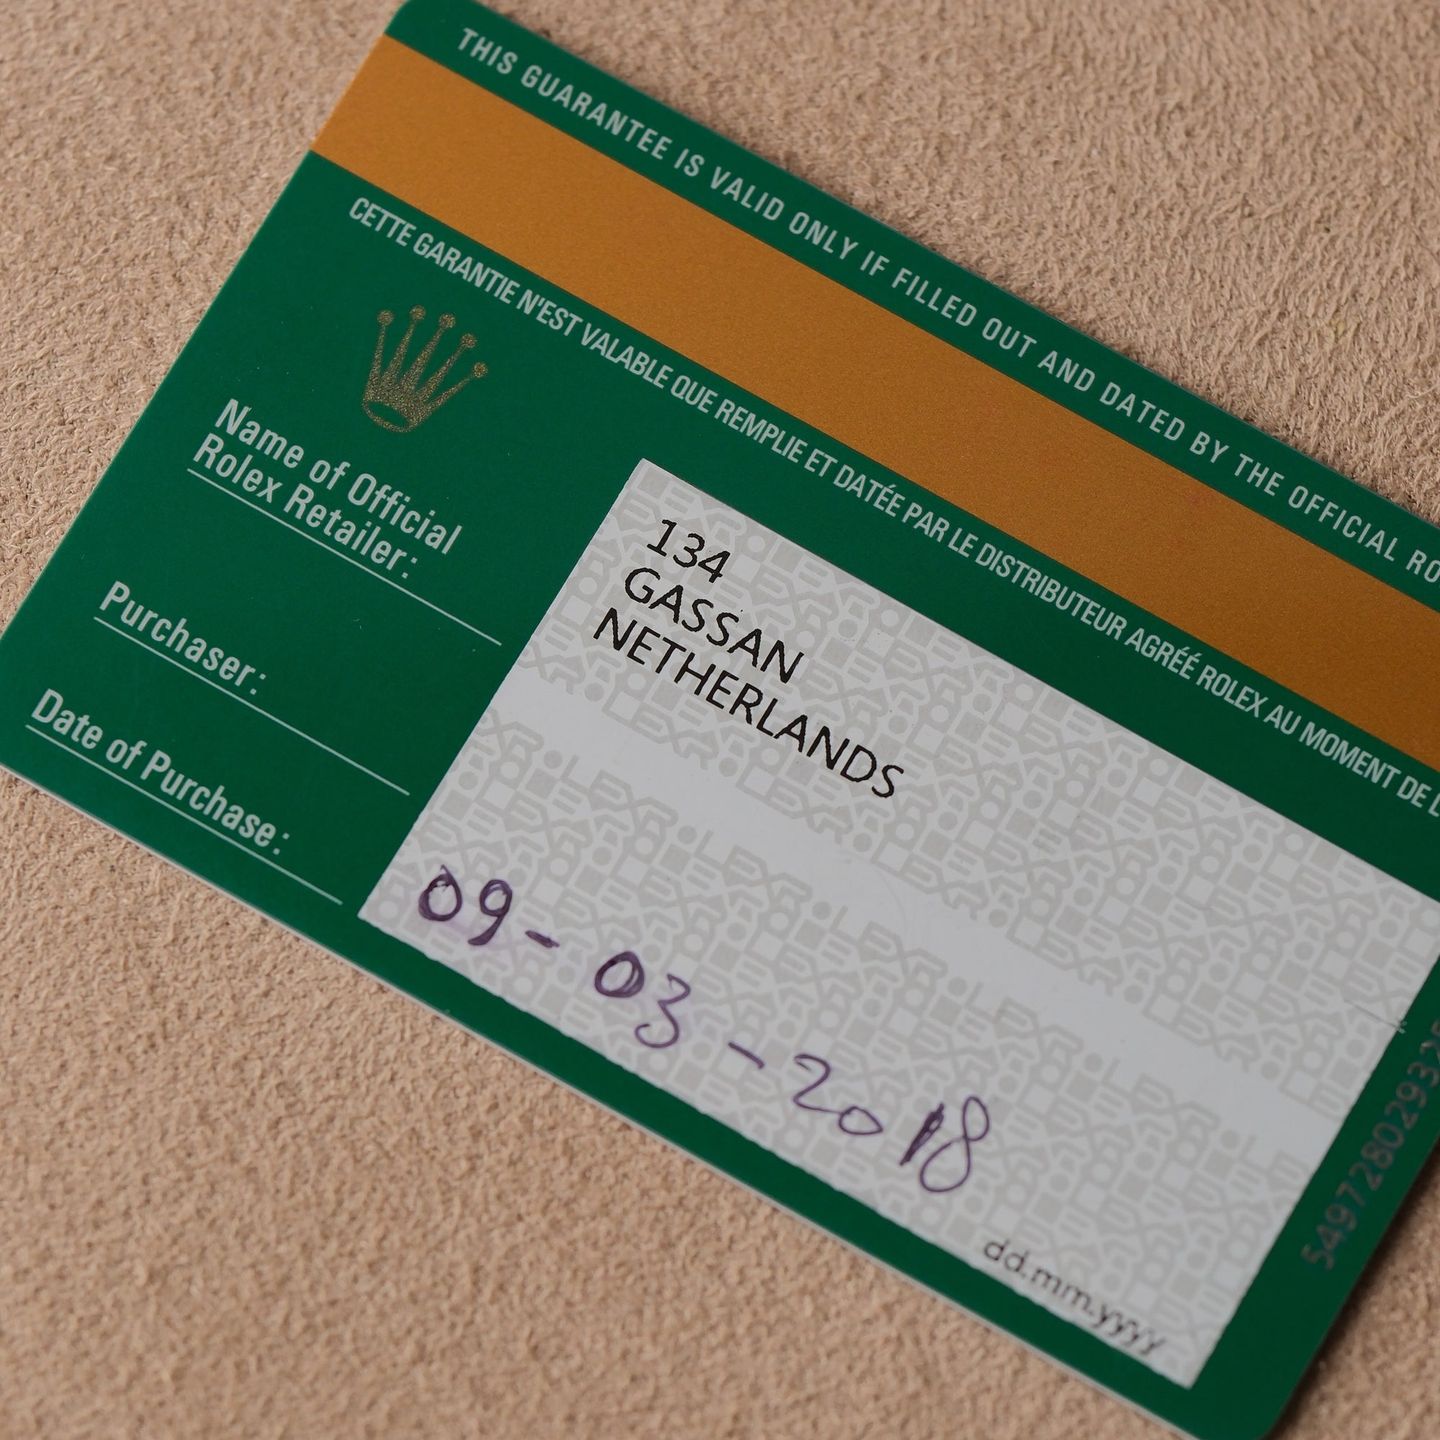 THIS GUARANTEE IS VALID ONLY IF FILLED OUT AND DATED BY THE OFFICIAL RO
CETTE GARANTIE N'EST VALABLE QUE REMPLIE ET DATÉE PAR LE DISTRIBUTEUR AGRÉÉ ROLEX AU MOMENT DE L
Name of Official
Rolex Retailer:
134
GASSAN
NETHERLANDS
Purchaser:
Date of Purchase:
09-03-2018
dd.mm.yyyy